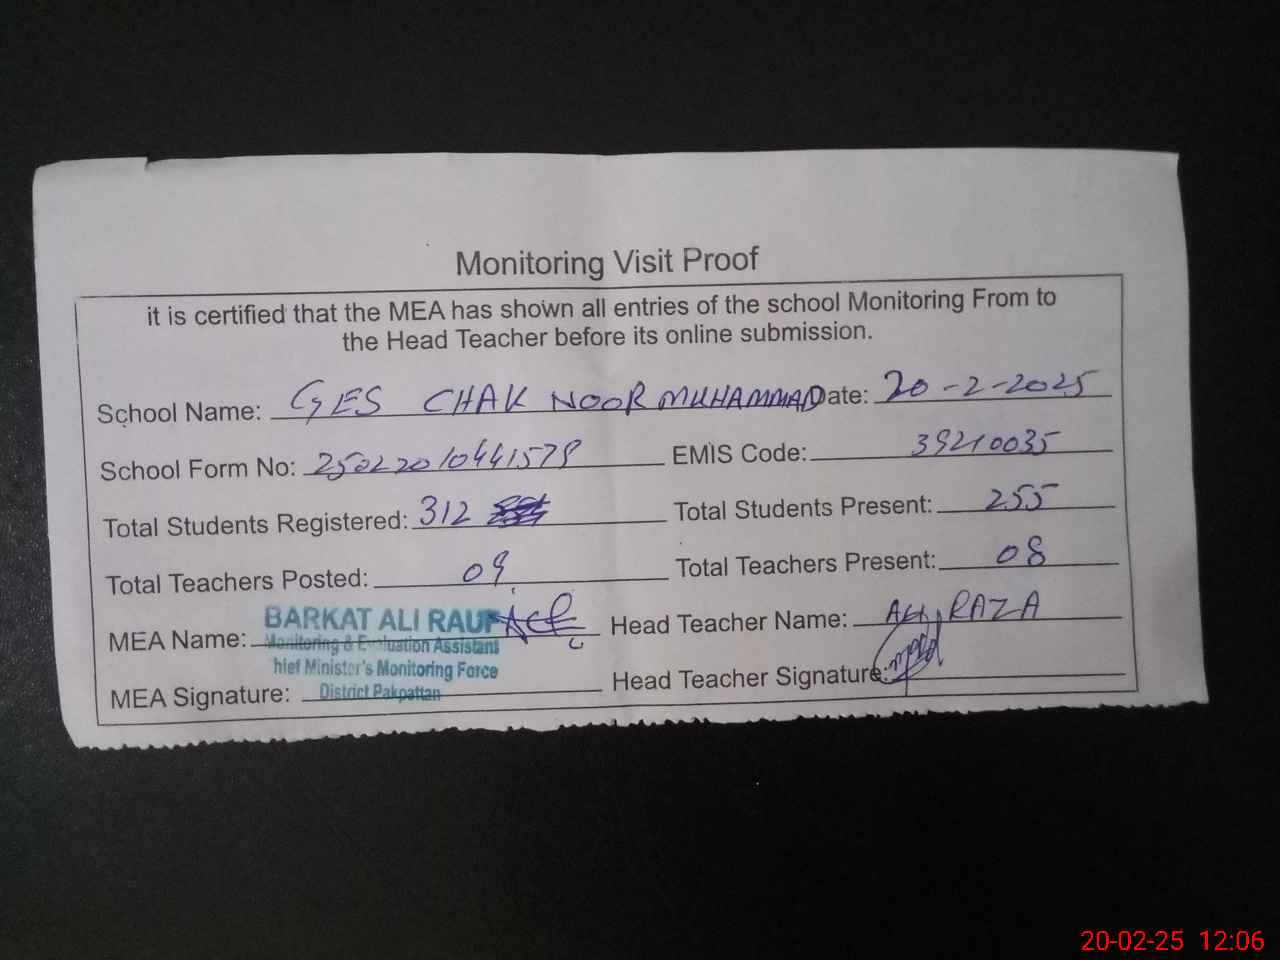 Monitoring Visit Proof
it is certified that the MEA has shown all entries of the school Monitoring From to
the Head Teacher before its online submission.
School Name: GES CHAK NOOR MUHAMMAD Date: 20-2-2025
School Form No: 25022010441579 EMIS Code: 39210035
Total Students Registered: 312 Total Students Present: 255
Total Teachers Posted: 09 Total Teachers Present: 08
MEA Name: BARKAT ALI RAUF Head Teacher Name: ALI RAZA
Monitoring & Evaluation Assistant
hief Minister's Monitoring Force
MEA Signature: District Pakpattan Head Teacher Signature:
20-02-25 12:06